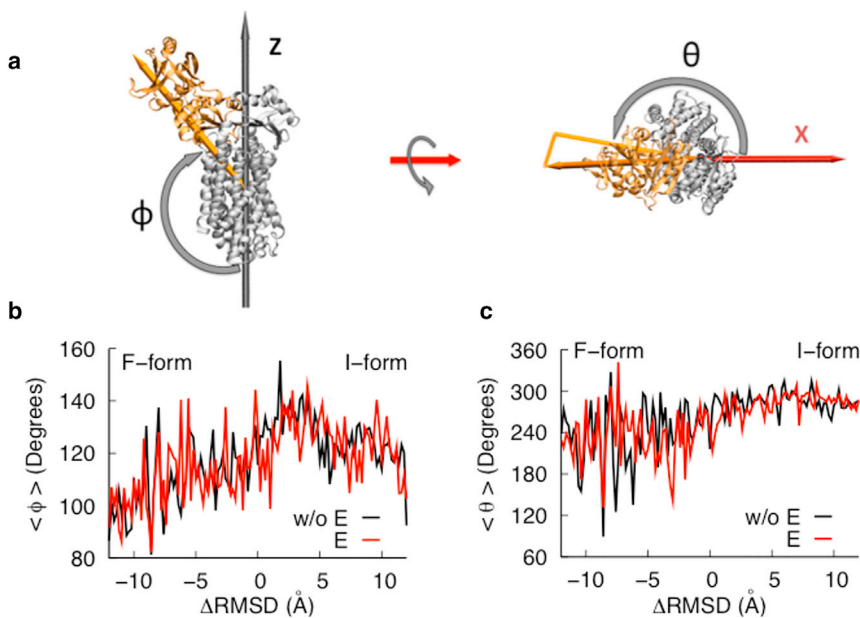 a
z
φ
θ
x
b
160
140
120
100
80
F−form
I−form
w/o E
E
−10
−5
0
5
10
< φ > (Degrees)
ΔRMSD (Å)
c
360
300
240
180
120
60
F−form
I−form
w/o E
E
−10
−5
0
5
10
< θ > (Degrees)
ΔRMSD (Å)